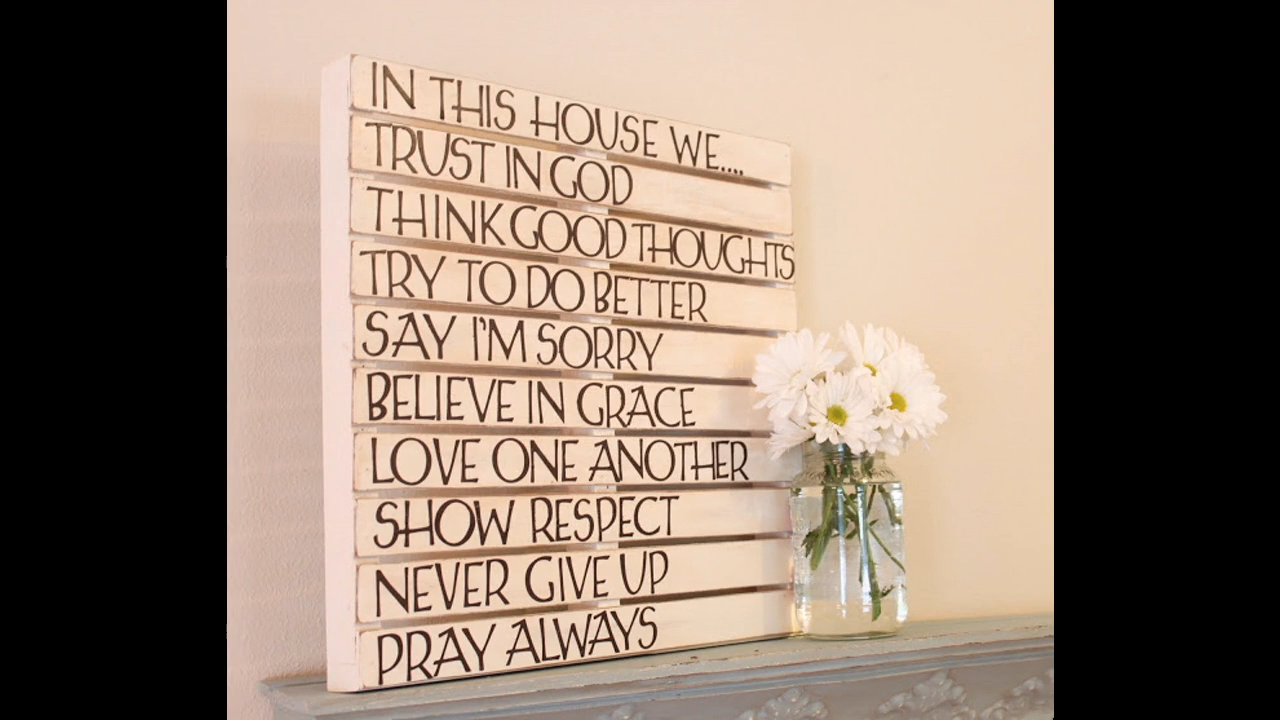 IN THIS HOUSE WE....
TRUST IN GOD
THINK GOOD THOUGHTS
TRY TO DO BETTER
SAY I'M SORRY
BELIEVE IN GRACE
LOVE ONE ANOTHER
SHOW RESPECT
NEVER GIVE UP
PRAY ALWAYS